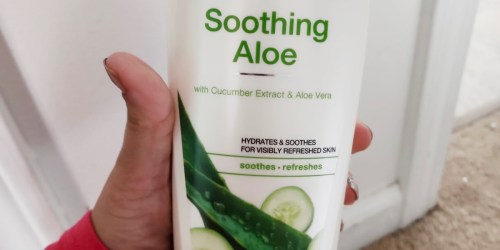 Soothing
Aloe
with Cucumber Extract & Aloe Vera
HYDRATES & SOOTHES
FOR VISIBLY REFRESHED SKIN
soothes • refreshes